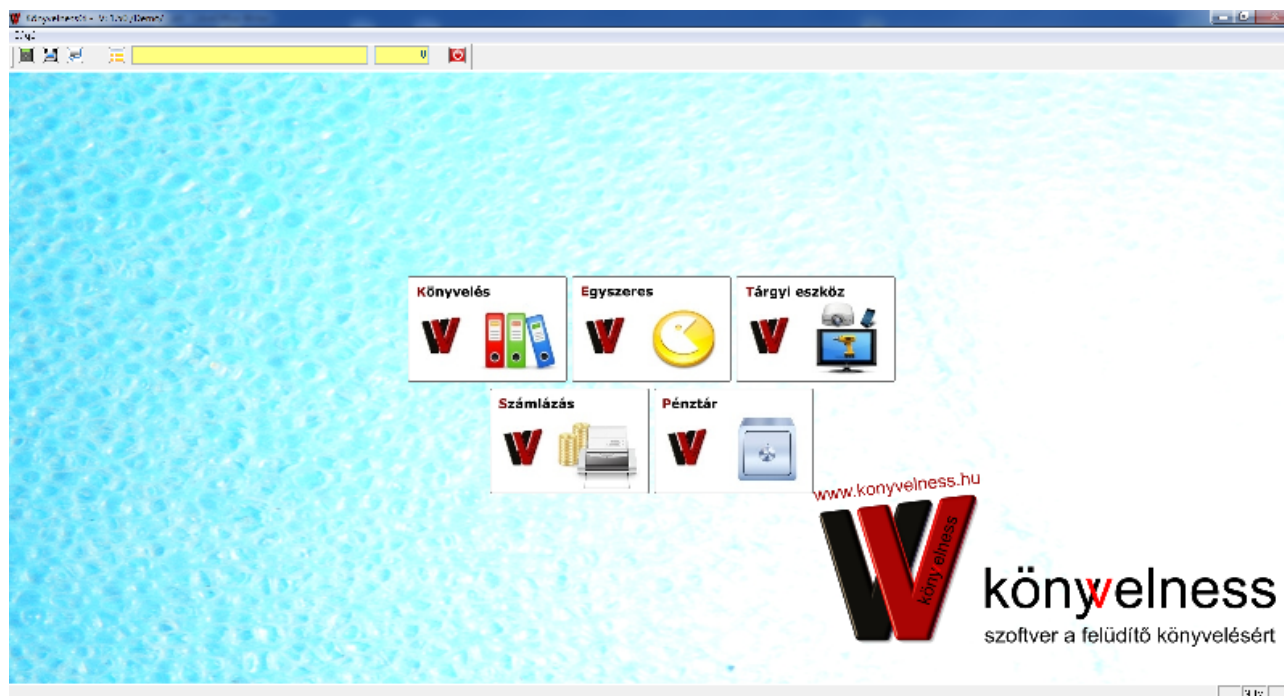 Könyvelés
Egyszeres
Tárgyi eszköz
Számlázás
Pénztár
www.konyvelness.hu
könyvelness
könyvelness
szoftver a felüdítő könyvelésért